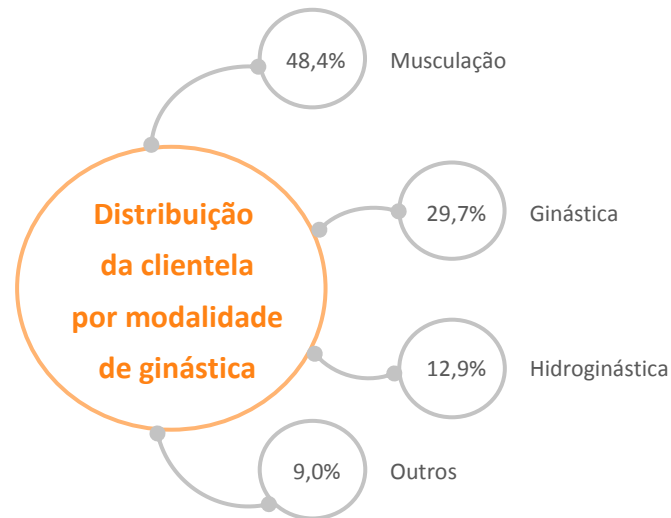 48,4% Musculação
Distribuição
da clientela
por modalidade
de ginástica
29,7% Ginástica
12,9% Hidroginástica
9,0% Outros